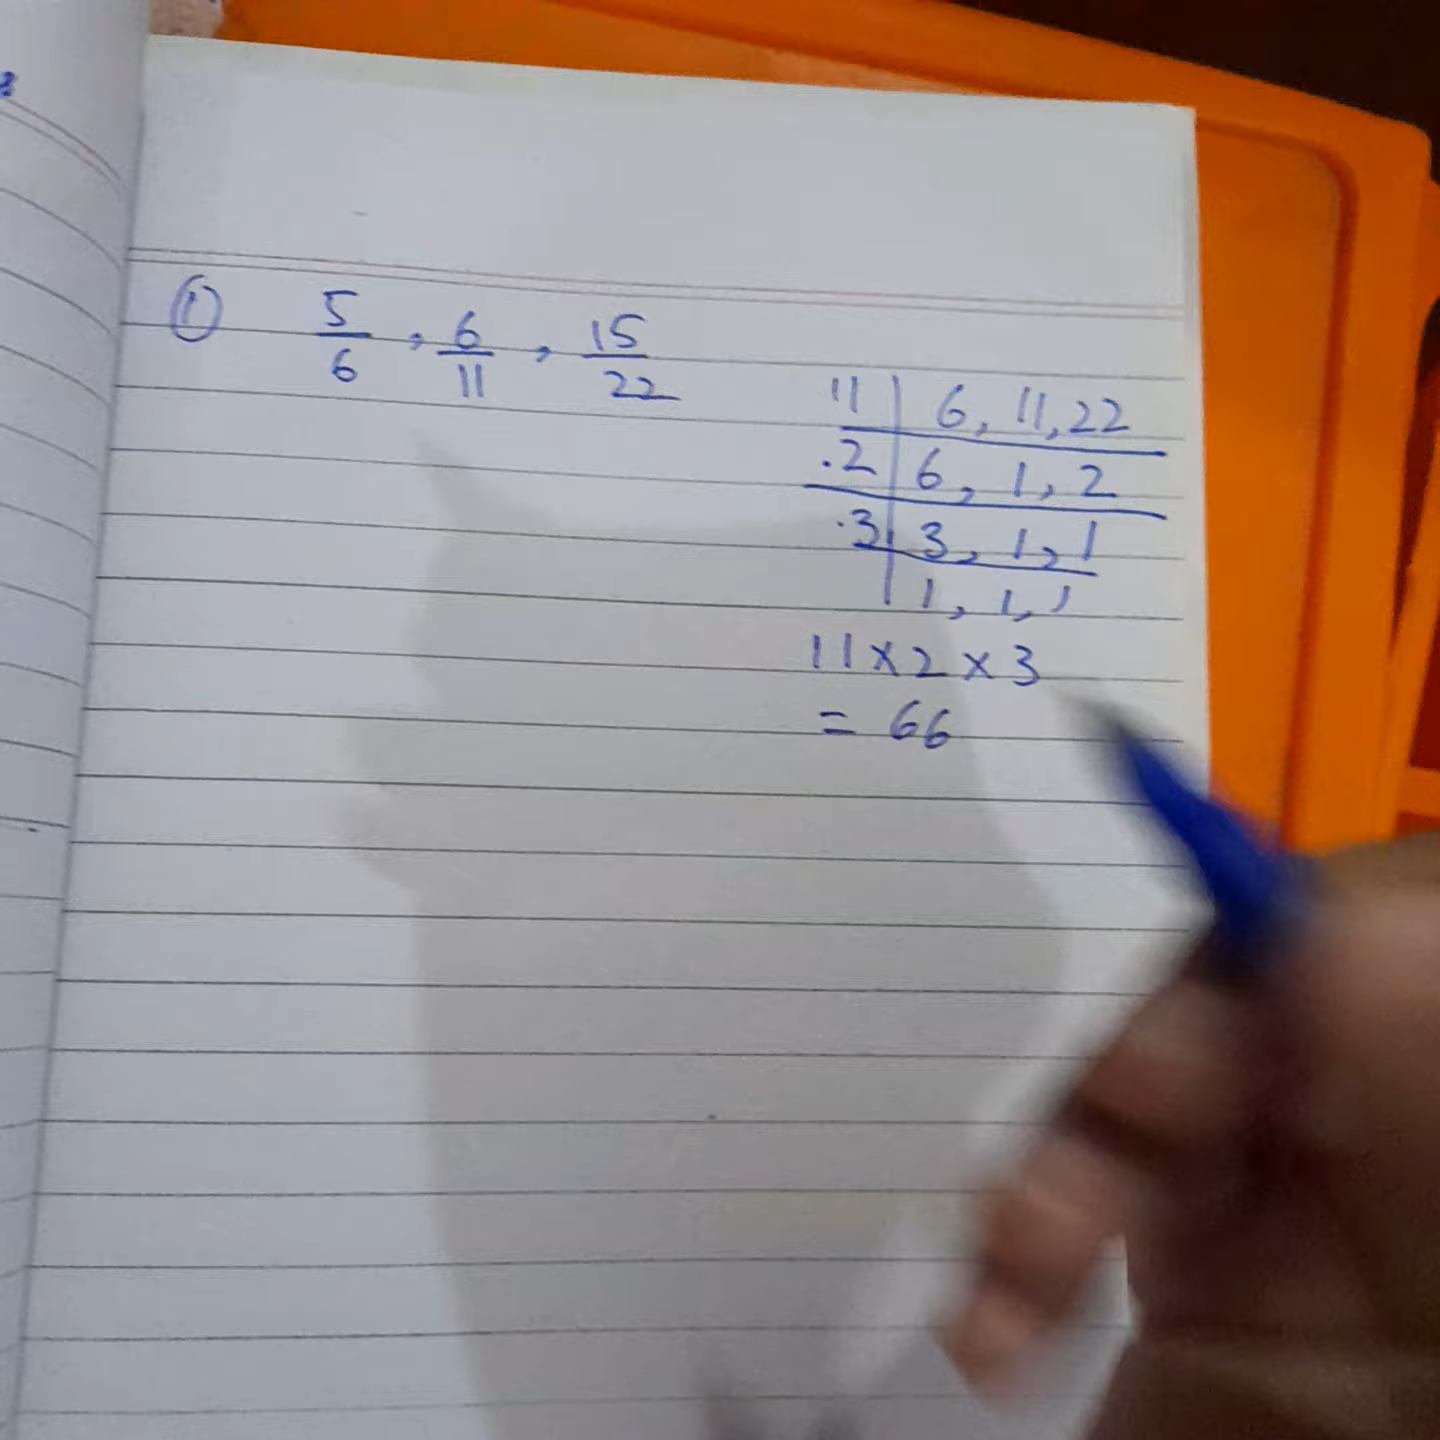 ① 5/6 , 6/11 , 15/22
11 | 6, 11, 22
.2 | 6, 1, 2
.3 | 3, 1, 1
| 1, 1, 1
11 x 2 x 3
= 66